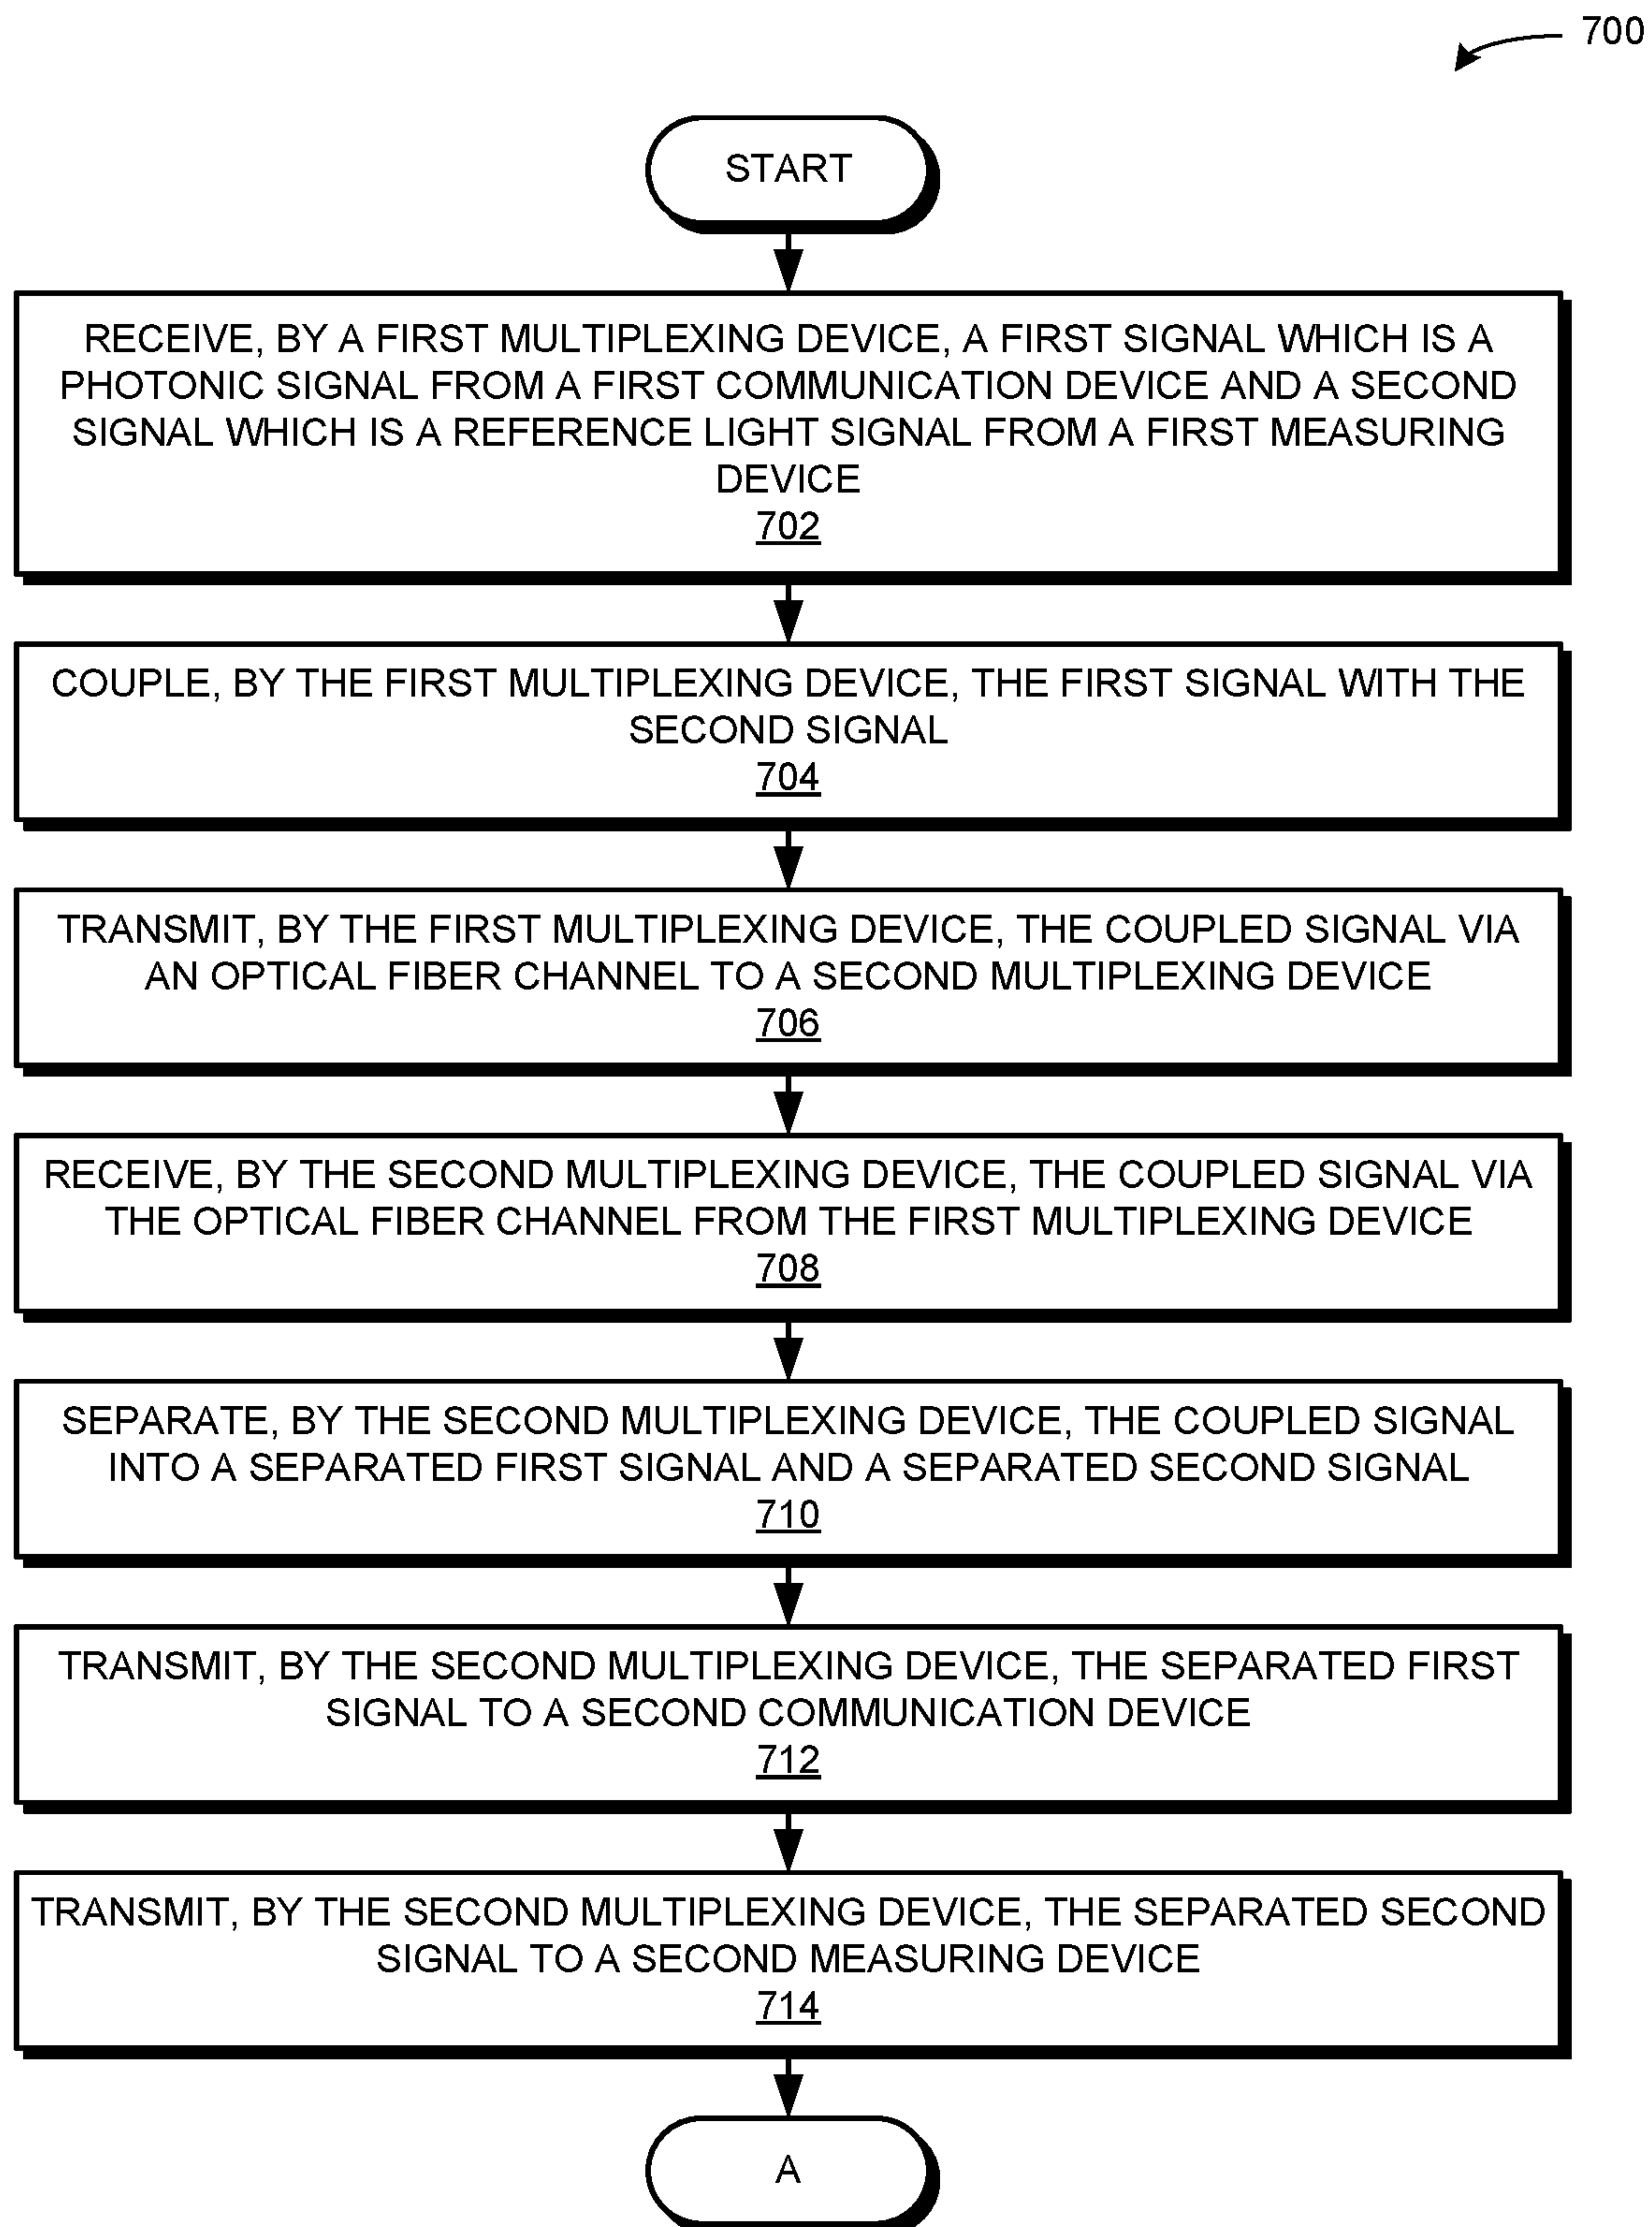 700
START
RECEIVE, BY A FIRST MULTIPLEXING DEVICE, A FIRST SIGNAL WHICH IS A
PHOTONIC SIGNAL FROM A FIRST COMMUNICATION DEVICE AND A SECOND
SIGNAL WHICH IS A REFERENCE LIGHT SIGNAL FROM A FIRST MEASURING
DEVICE
702
COUPLE, BY THE FIRST MULTIPLEXING DEVICE, THE FIRST SIGNAL WITH THE
SECOND SIGNAL
704
TRANSMIT, BY THE FIRST MULTIPLEXING DEVICE, THE COUPLED SIGNAL VIA
AN OPTICAL FIBER CHANNEL TO A SECOND MULTIPLEXING DEVICE
706
RECEIVE, BY THE SECOND MULTIPLEXING DEVICE, THE COUPLED SIGNAL VIA
THE OPTICAL FIBER CHANNEL FROM THE FIRST MULTIPLEXING DEVICE
708
SEPARATE, BY THE SECOND MULTIPLEXING DEVICE, THE COUPLED SIGNAL
INTO A SEPARATED FIRST SIGNAL AND A SEPARATED SECOND SIGNAL
710
TRANSMIT, BY THE SECOND MULTIPLEXING DEVICE, THE SEPARATED FIRST
SIGNAL TO A SECOND COMMUNICATION DEVICE
712
TRANSMIT, BY THE SECOND MULTIPLEXING DEVICE, THE SEPARATED SECOND
SIGNAL TO A SECOND MEASURING DEVICE
714
A